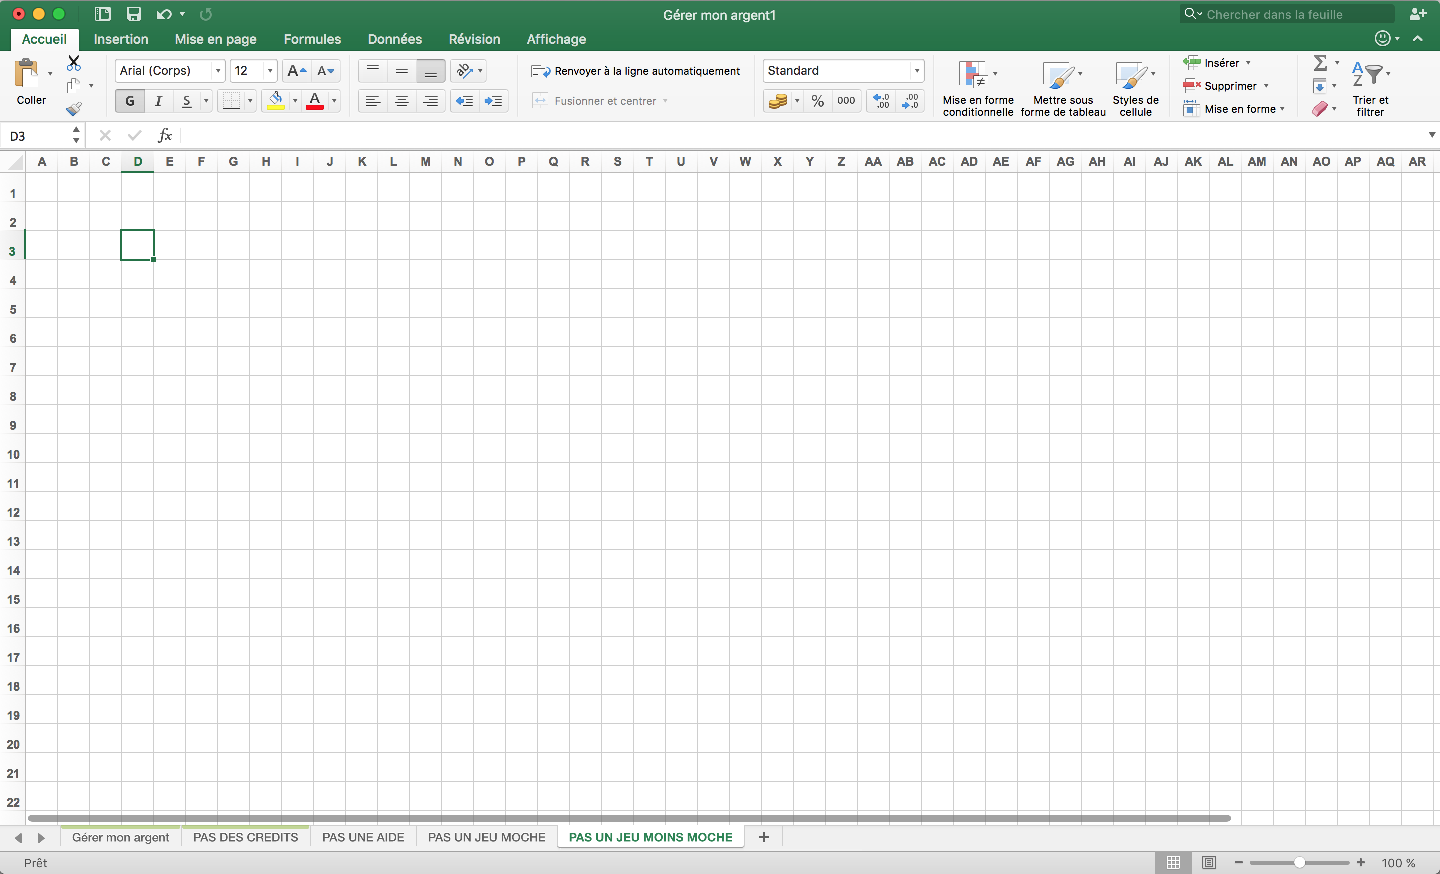 Gérer mon argent1
Chercher dans la feuille
Accueil Insertion Mise en page Formules Données Révision Affichage
Coller
Arial (Corps) 12 A A
G I S A
Renvoyer à la ligne automatiquement
Fusionner et centrer
Standard
% 000 ,0 ,00 ,00 ,0
Mise en forme conditionnelle
Mettre sous forme de tableau
Styles de cellule
Insérer
Supprimer
Mise en forme
Σ
A Z
Trier et filtrer
D3 fx
A B C D E F G H I J K L M N O P Q R S T U V W X Y Z AA AB AC AD AE AF AG AH AI AJ AK AL AM AN AO AP AQ AR
1
2
3
4
5
6
7
8
9
10
11
12
13
14
15
16
17
18
19
20
21
22
Gérer mon argent PAS DES CREDITS PAS UNE AIDE PAS UN JEU MOCHE PAS UN JEU MOINS MOCHE +
Prêt − + 100 %